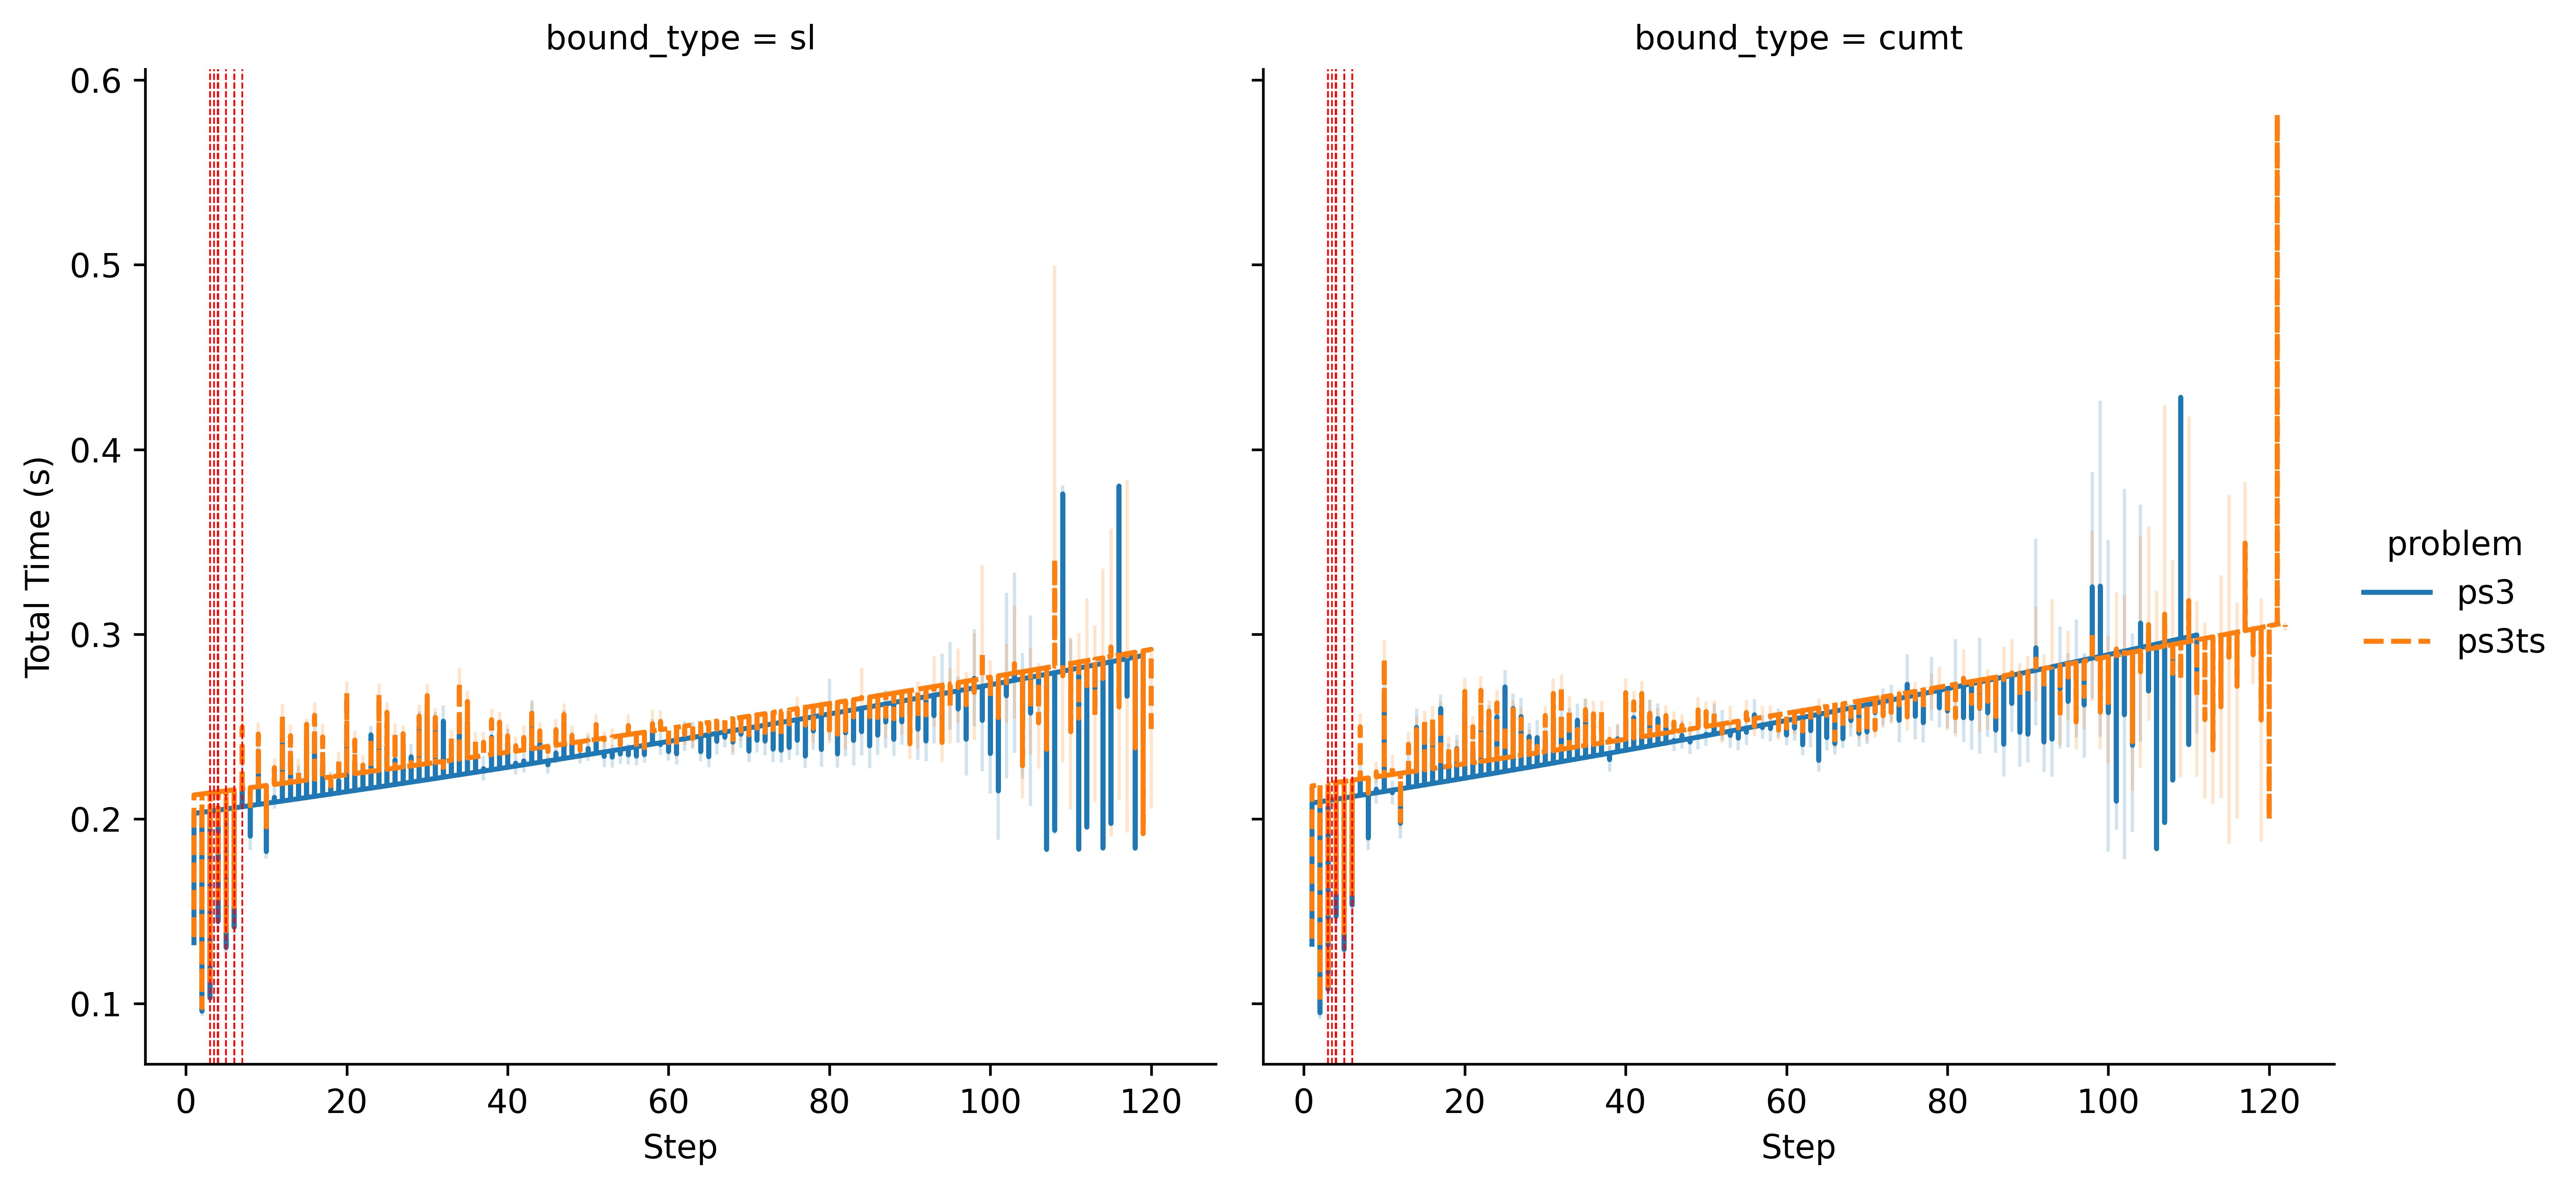 bound_type = sl
bound_type = cumt
Total Time (s)
0.6
0.5
0.4
0.3
0.2
0.1
0 20 40 60 80 100 120
0 20 40 60 80 100 120
Step
Step
problem
ps3
ps3ts